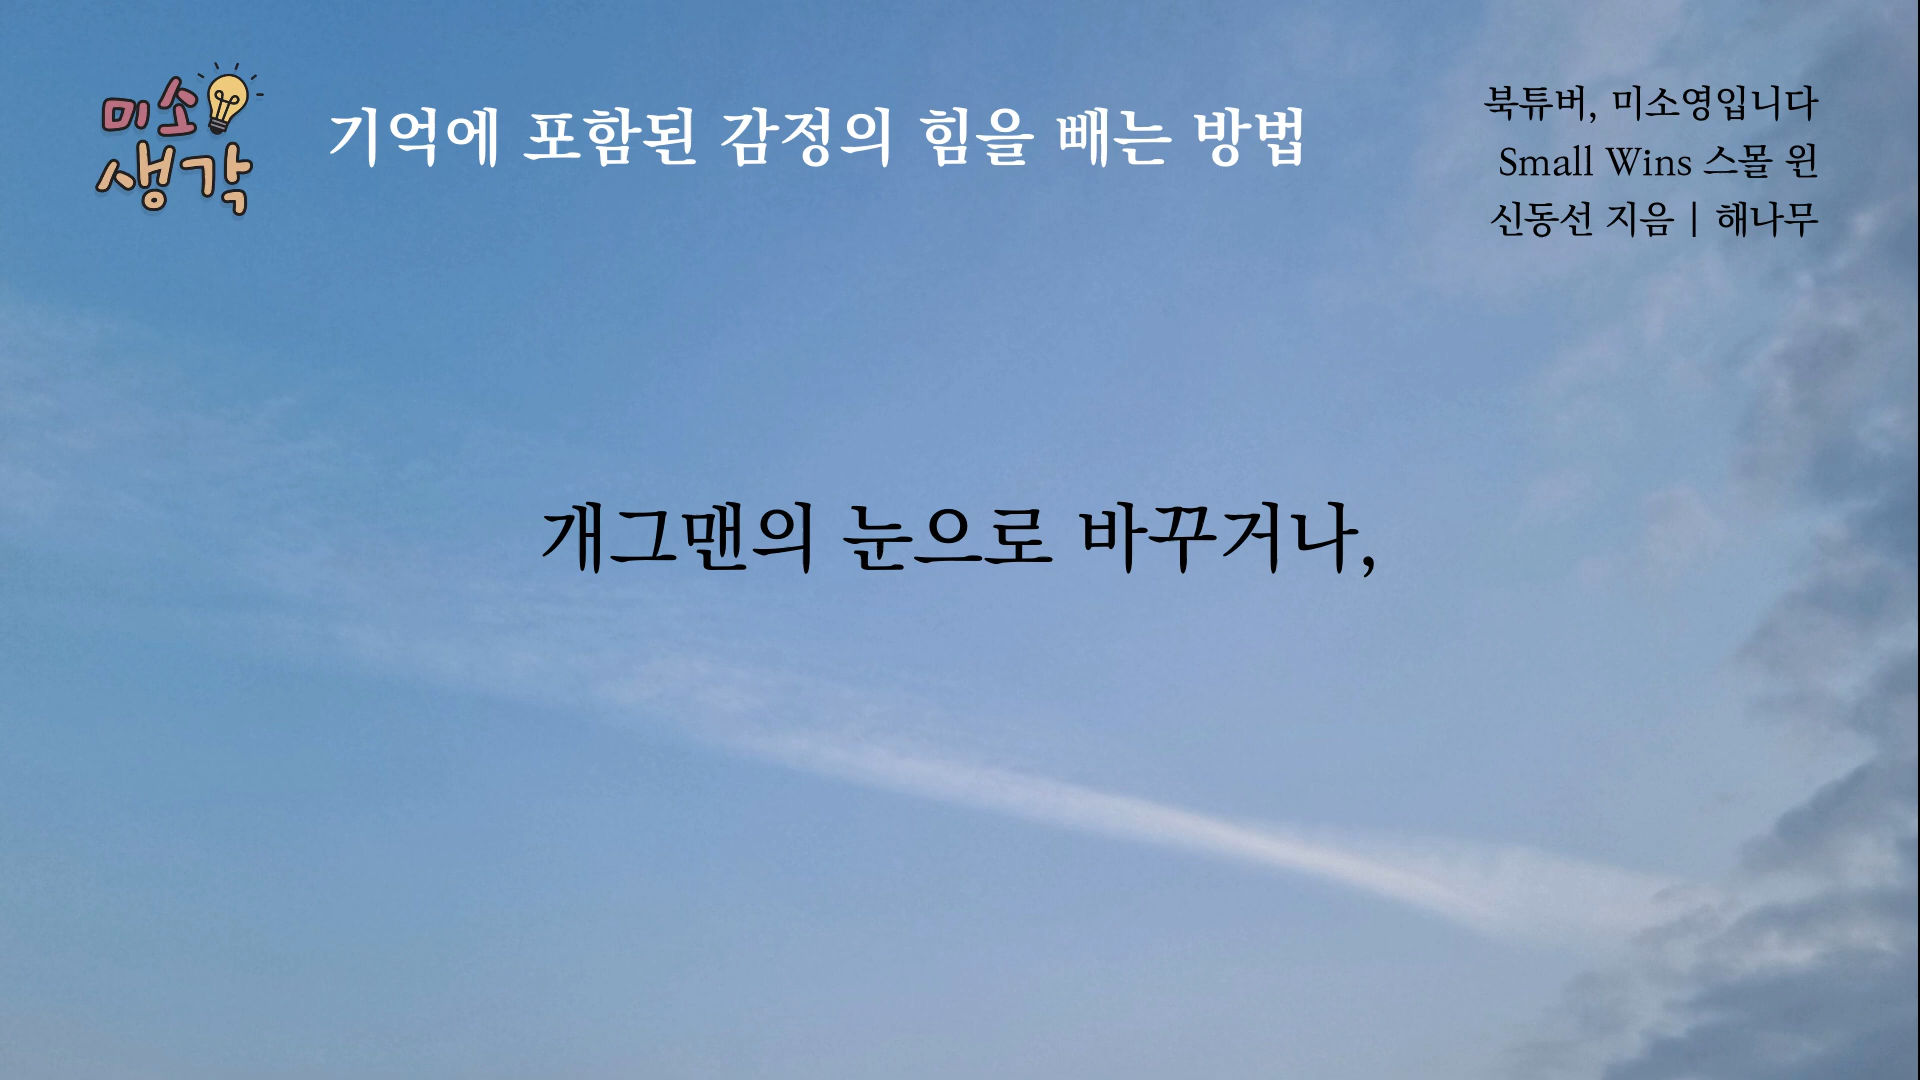 미소
생각
기억에 포함된 감정의 힘을 빼는 방법
북튜버, 미소영입니다
Small Wins 스몰 윈
신동선 지음 | 해나무
개그맨의 눈으로 바꾸거나,